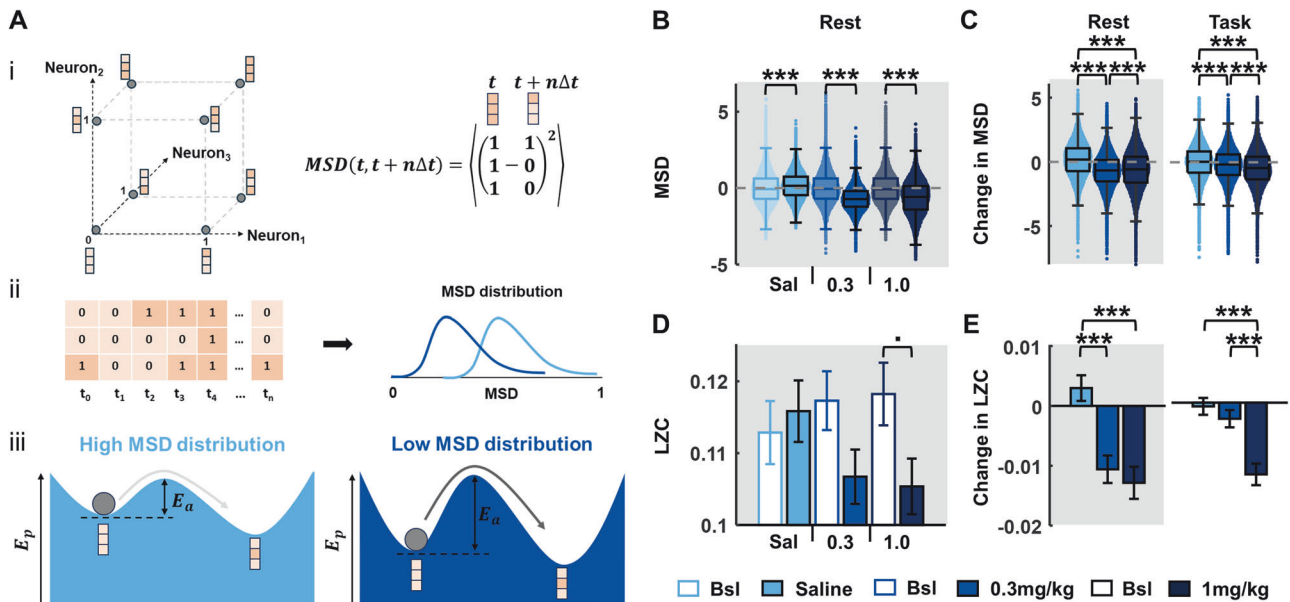 A
i
Neuron₂
1
Neuron₃
1
0
1
Neuron₁
t t + nΔt
MSD(t, t + nΔt) = ⟨(1 1
1 − 0
1 0)²⟩
ii
0 0 1 1 1 ... 0
0 0 0 0 1 ... 0
1 0 0 1 1 ... 1
t₀ t₁ t₂ t₃ t₄ ... tₙ
MSD distribution
0 MSD 1
iii
High MSD distribution
Eₐ
Eₚ
Low MSD distribution
Eₐ
Eₚ
B
Rest
*** *** ***
MSD
5
0
-5
Sal 0.3 1.0
C
Rest Task
*** ***
*** *** *** ***
Change in MSD
5
0
-5
D
LZC
0.12
0.11
0.1
Sal 0.3 1.0
E
*** ***
*** ***
Change in LZC
0.01
0
-0.01
-0.02
Bsl Saline Bsl 0.3mg/kg Bsl 1mg/kg